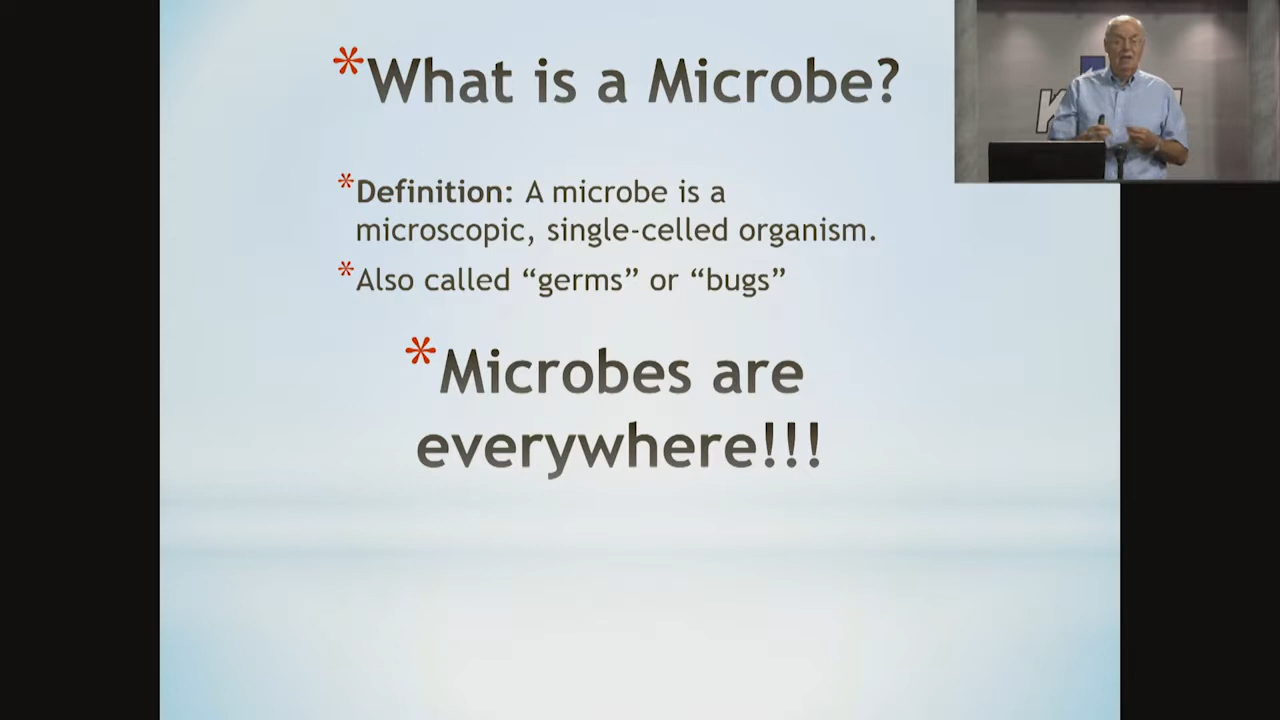 *What is a Microbe?
*Definition: A microbe is a
microscopic, single-celled organism.
*Also called “germs” or “bugs”
*Microbes are
everywhere!!!